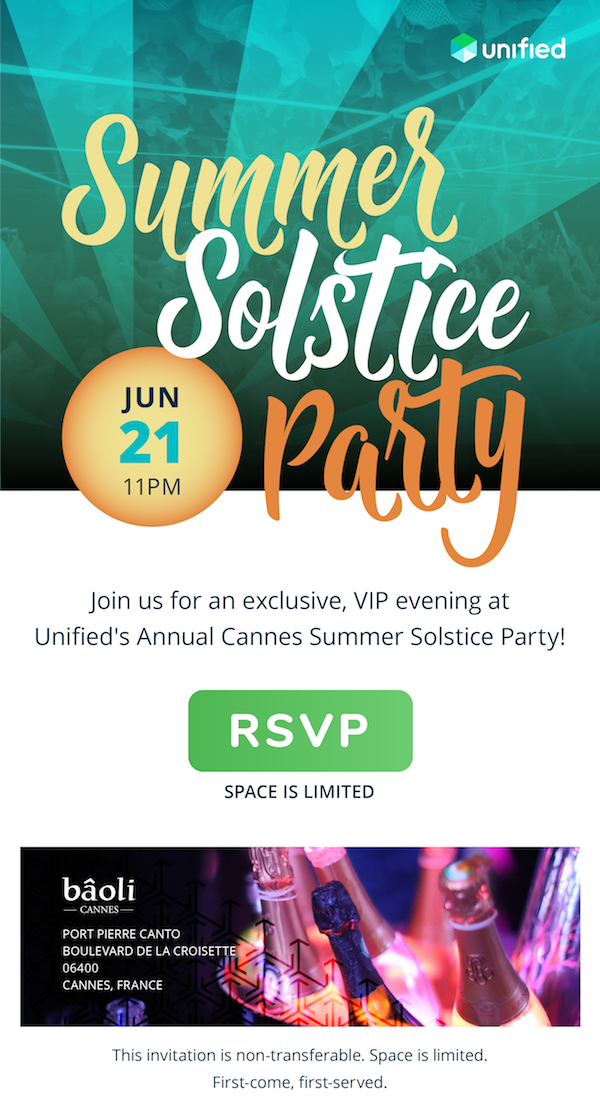 unified
Summer
Solstice
Party
JUN
21
11PM
Join us for an exclusive, VIP evening at
Unified's Annual Cannes Summer Solstice Party!
RSVP
SPACE IS LIMITED
bâoli
CANNES
PORT PIERRE CANTO
BOULEVARD DE LA CROISETTE
06400
CANNES, FRANCE
This invitation is non-transferable. Space is limited.
First-come, first-served.